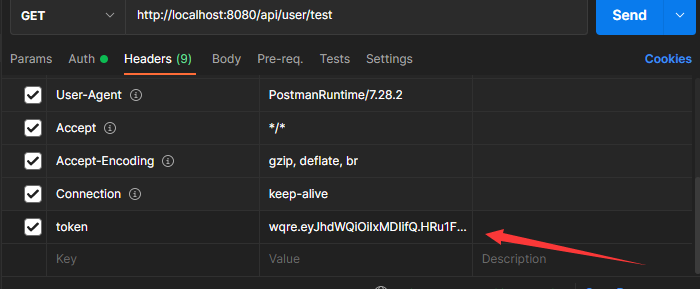 GET http://localhost:8080/api/user/test Send
Params Auth Headers (9) Body Pre-req. Tests Settings Cookies
User-Agent PostmanRuntime/7.28.2
Accept */*
Accept-Encoding gzip, deflate, br
Connection keep-alive
token wqre.eyJhdWQiOiIxMDIifQ.HRu1F...
Key Value Description